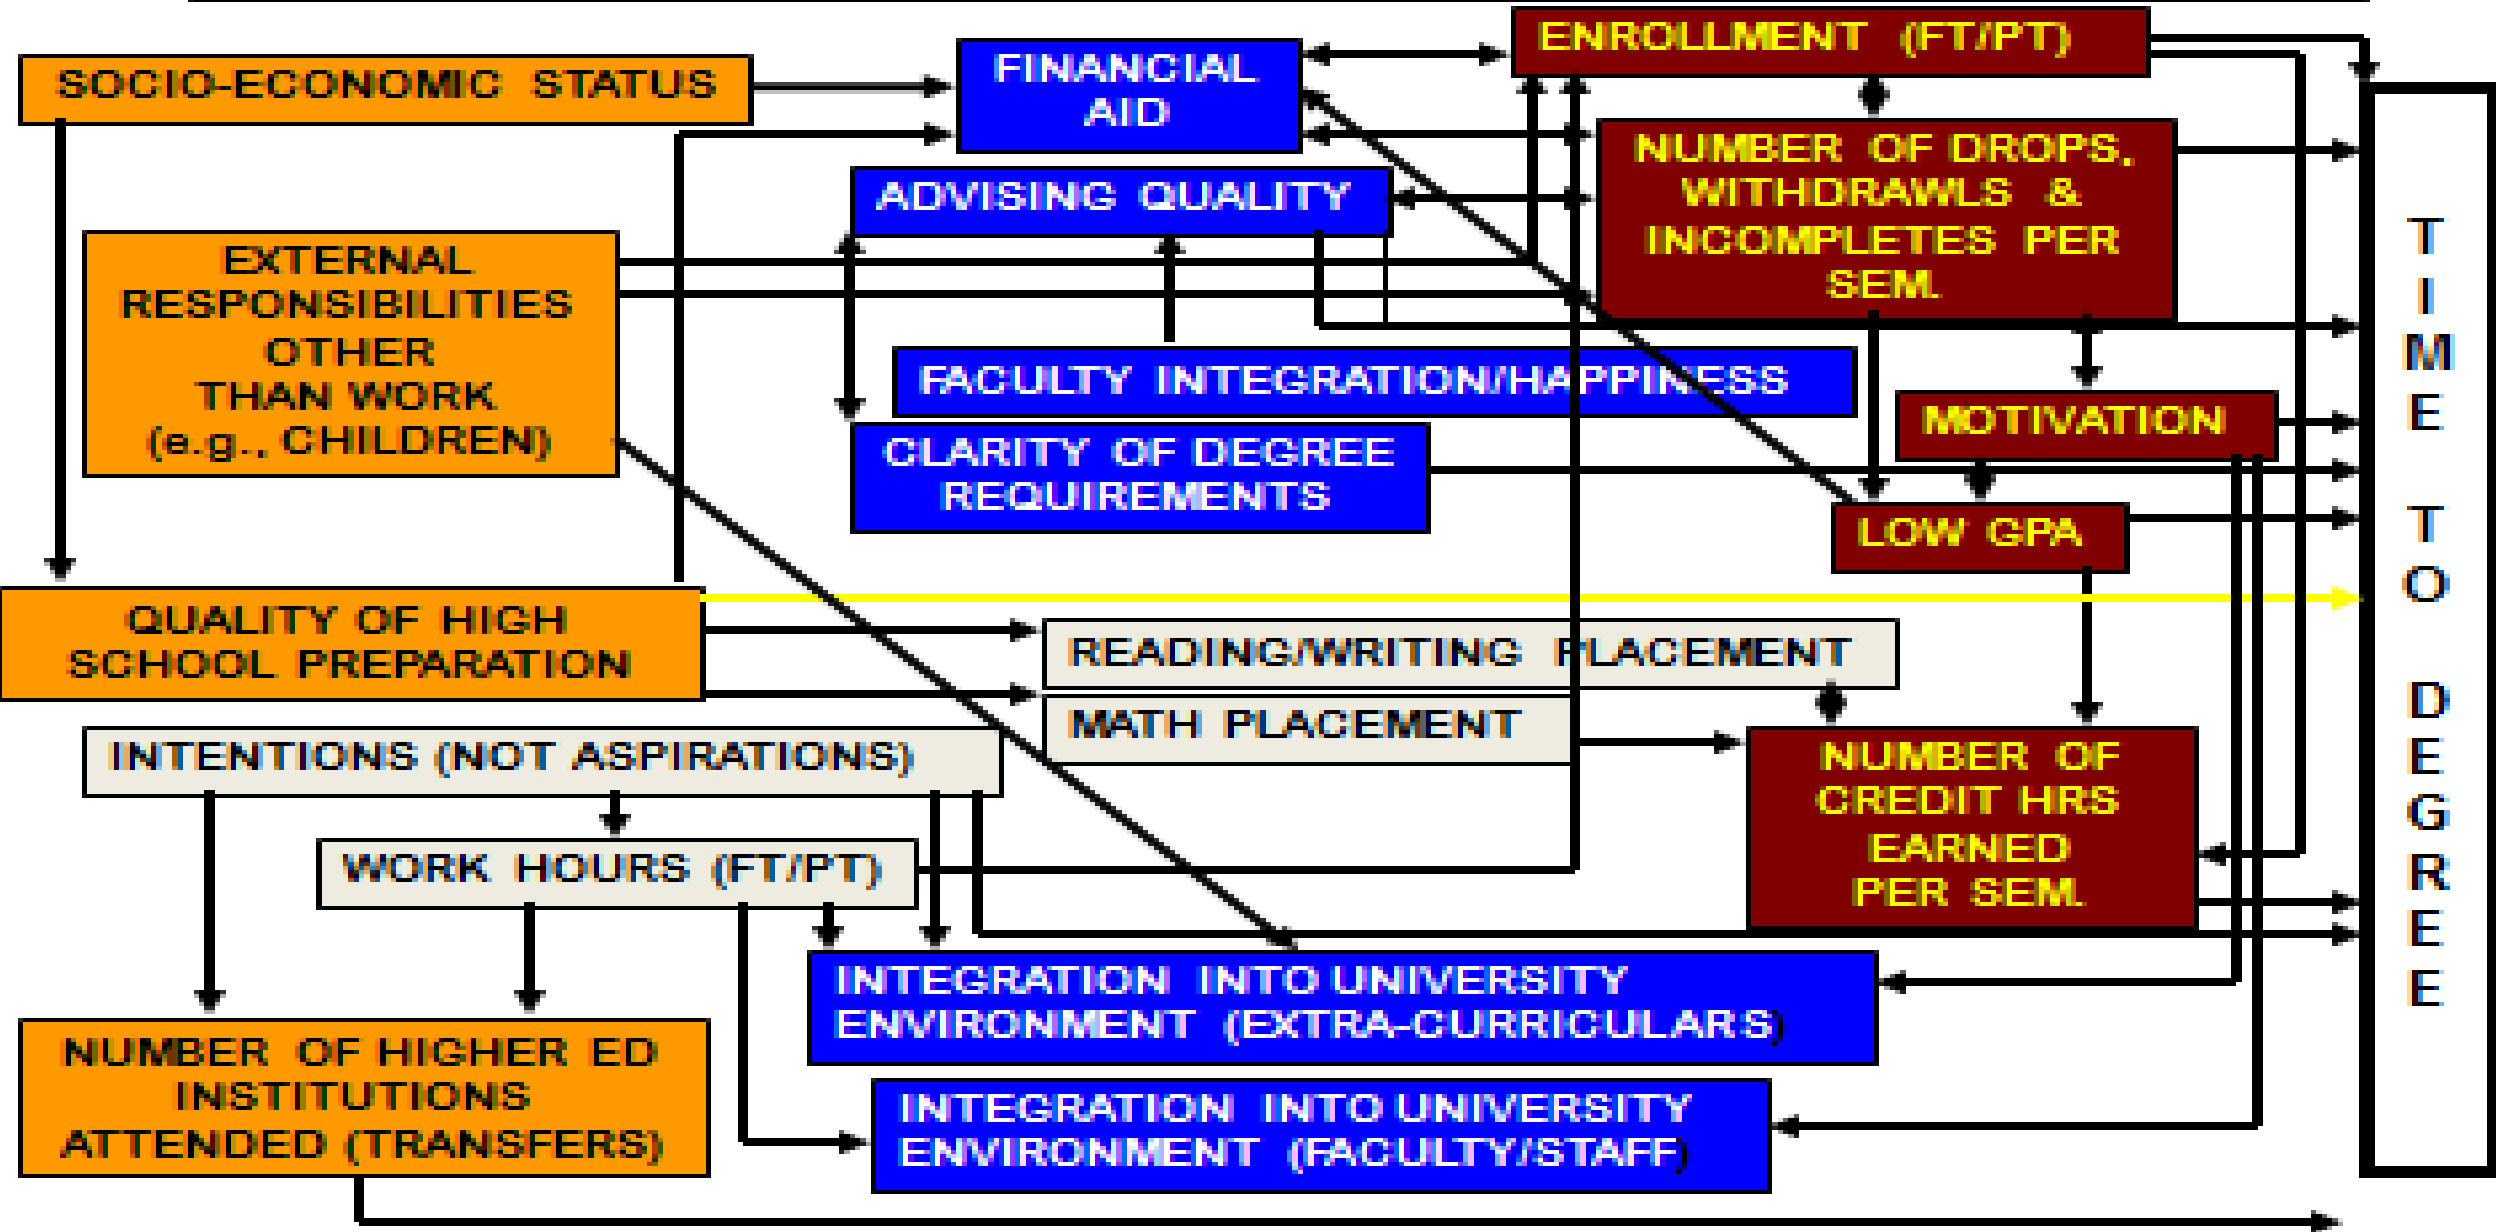 ENROLLMENT (FT/PT)
SOCIO-ECONOMIC STATUS
FINANCIAL
AID
NUMBER OF DROPS,
WITHDRAWLS &
INCOMPLETES PER
SEM.
ADVISING QUALITY
EXTERNAL
RESPONSIBILITIES
OTHER
THAN WORK
(e.g., CHILDREN)
FACULTY INTEGRATION/HAPPINESS
MOTIVATION
CLARITY OF DEGREE
REQUIREMENTS
LOW GPA
QUALITY OF HIGH
SCHOOL PREPARATION
READING/WRITING PLACEMENT
MATH PLACEMENT
INTENTIONS (NOT ASPIRATIONS)
NUMBER OF
CREDIT HRS
EARNED
PER SEM.
WORK HOURS (FT/PT)
INTEGRATION INTO UNIVERSITY
ENVIRONMENT (EXTRA-CURRICULARS)
NUMBER OF HIGHER ED
INSTITUTIONS
ATTENDED (TRANSFERS)
INTEGRATION INTO UNIVERSITY
ENVIRONMENT (FACULTY/STAFF)
TIME TO DEGREE